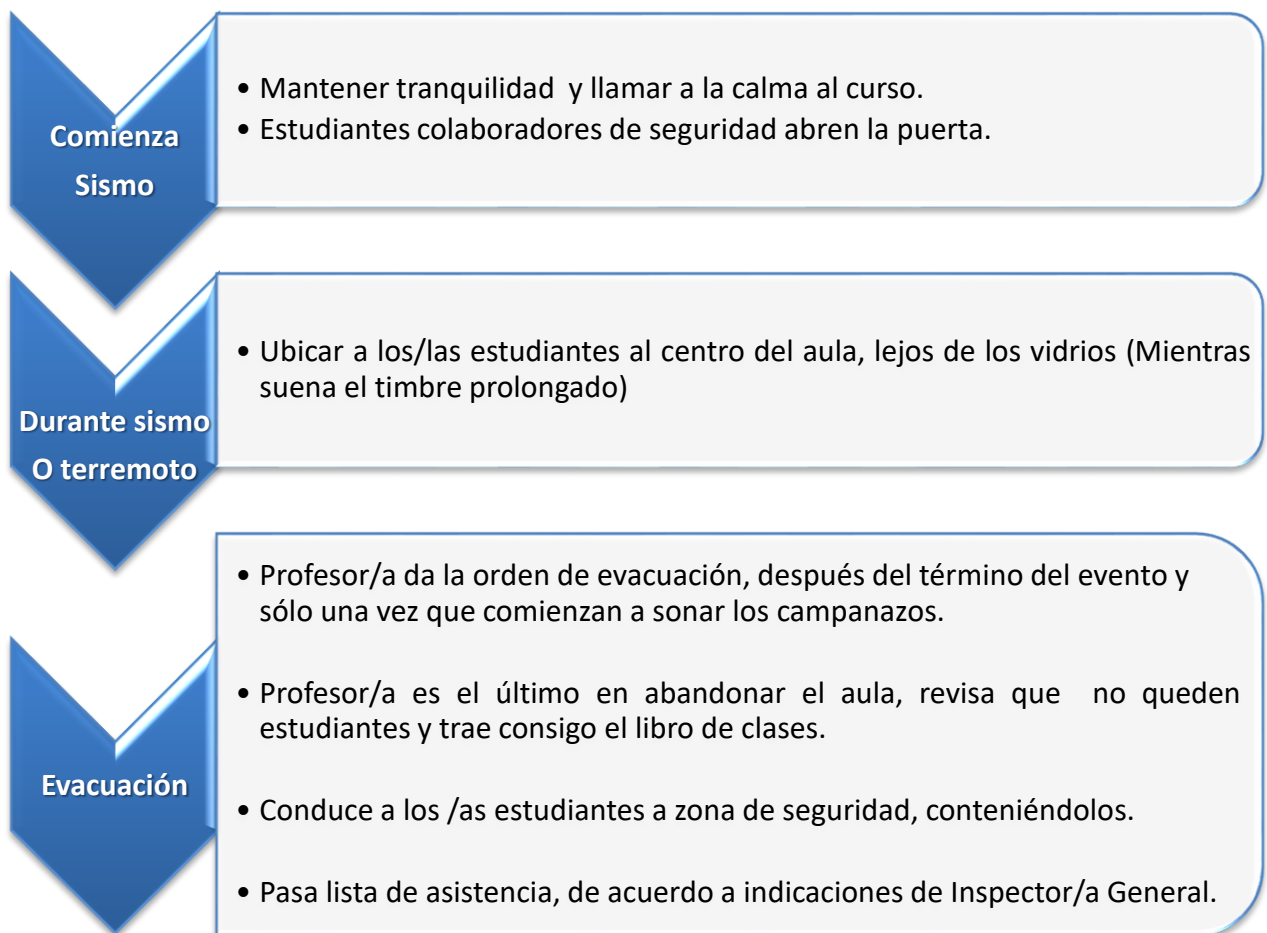 Comienza
Sismo
• Mantener tranquilidad y llamar a la calma al curso.
• Estudiantes colaboradores de seguridad abren la puerta.
Durante sismo
O terremoto
• Ubicar a los/las estudiantes al centro del aula, lejos de los vidrios (Mientras
suena el timbre prolongado)
Evacuación
• Profesor/a da la orden de evacuación, después del término del evento y
sólo una vez que comienzan a sonar los campanazos.
• Profesor/a es el último en abandonar el aula, revisa que no queden
estudiantes y trae consigo el libro de clases.
• Conduce a los /as estudiantes a zona de seguridad, conteniéndolos.
• Pasa lista de asistencia, de acuerdo a indicaciones de Inspector/a General.